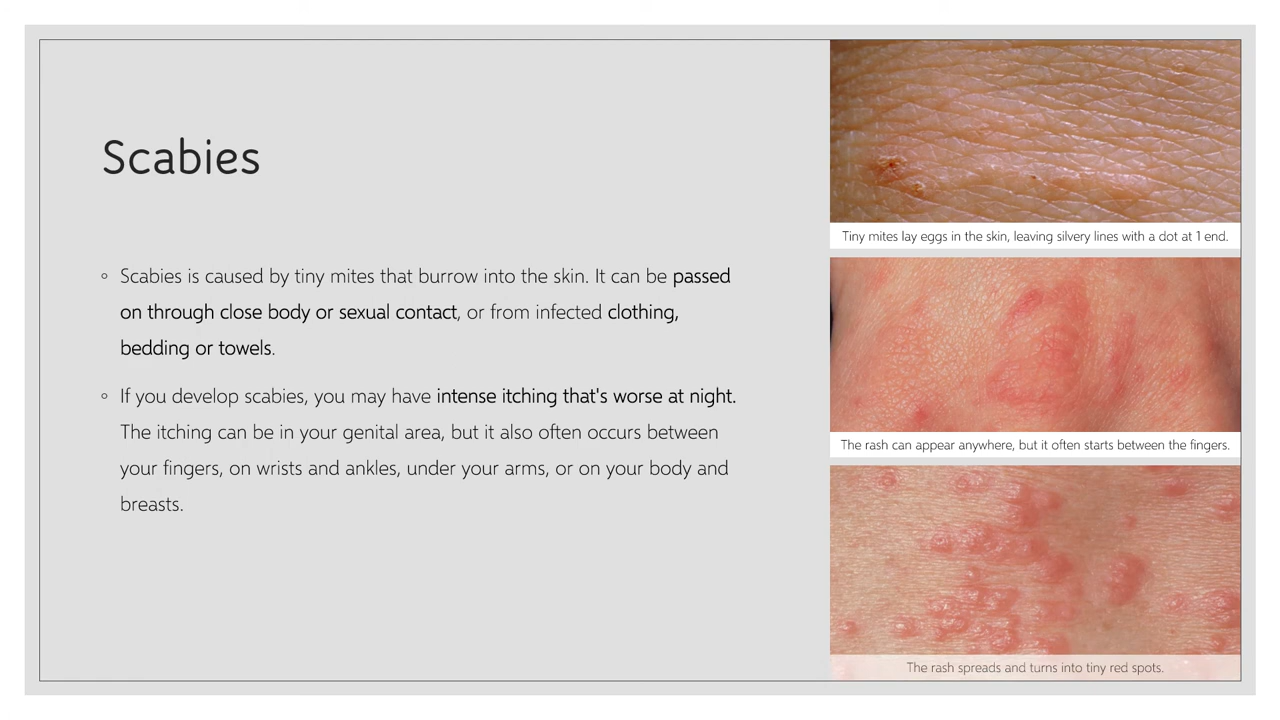 Scabies
◦ Scabies is caused by tiny mites that burrow into the skin. It can be passed
on through close body or sexual contact, or from infected clothing,
bedding or towels.
◦ If you develop scabies, you may have intense itching that's worse at night.
The itching can be in your genital area, but it also often occurs between
your fingers, on wrists and ankles, under your arms, or on your body and
breasts.
Tiny mites lay eggs in the skin, leaving silvery lines with a dot at 1 end.
The rash can appear anywhere, but it often starts between the fingers.
The rash spreads and turns into tiny red spots.